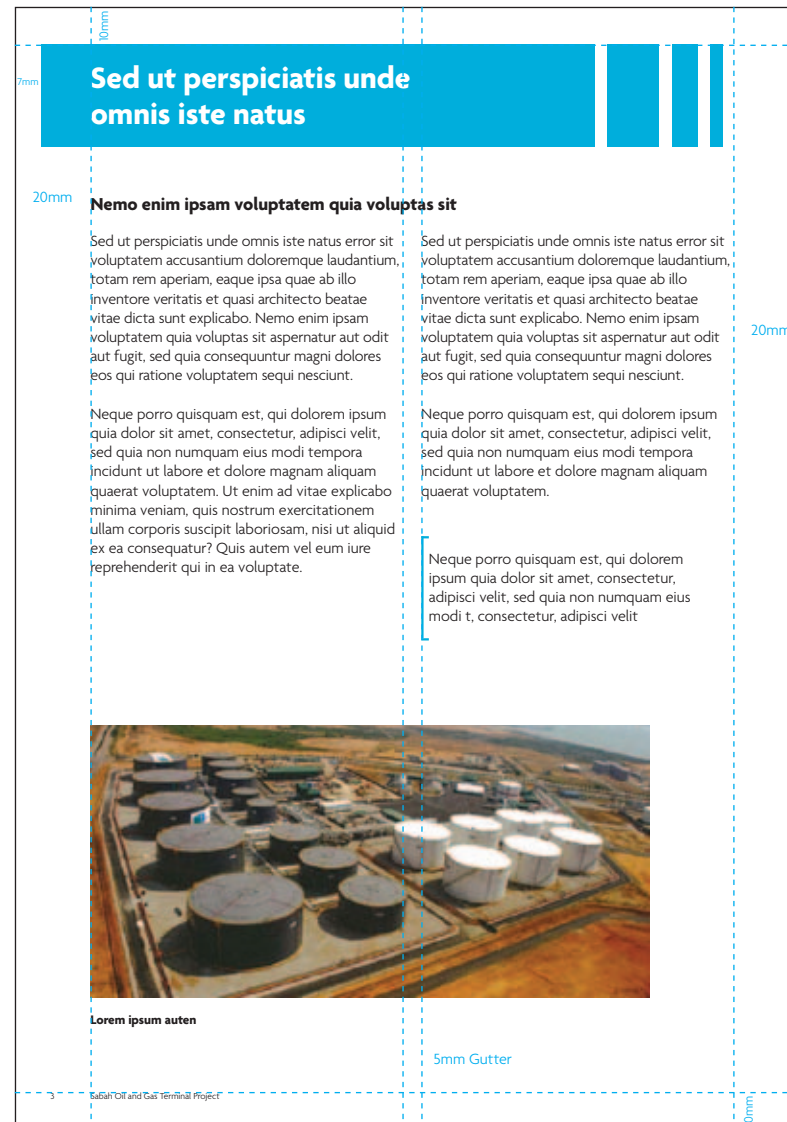 10mm
7mm
Sed ut perspiciatis unde
omnis iste natus
20mm
Nemo enim ipsam voluptatem quia voluptas sit
Sed ut perspiciatis unde omnis iste natus error sit
voluptatem accusantium doloremque laudantium,
totam rem aperiam, eaque ipsa quae ab illo
inventore veritatis et quasi architecto beatae
vitae dicta sunt explicabo. Nemo enim ipsam
voluptatem quia voluptas sit aspernatur aut odit
aut fugit, sed quia consequuntur magni dolores
eos qui ratione voluptatem sequi nesciunt.
Neque porro quisquam est, qui dolorem ipsum
quia dolor sit amet, consectetur, adipisci velit,
sed quia non numquam eius modi tempora
incidunt ut labore et dolore magnam aliquam
quaerat voluptatem. Ut enim ad vitae explicabo
minima veniam, quis nostrum exercitationem
ullam corporis suscipit laboriosam, nisi ut aliquid
ex ea consequatur? Quis autem vel eum iure
reprehenderit qui in ea voluptate.
Sed ut perspiciatis unde omnis iste natus error sit
voluptatem accusantium doloremque laudantium,
totam rem aperiam, eaque ipsa quae ab illo
inventore veritatis et quasi architecto beatae
vitae dicta sunt explicabo. Nemo enim ipsam
voluptatem quia voluptas sit aspernatur aut odit
aut fugit, sed quia consequuntur magni dolores
eos qui ratione voluptatem sequi nesciunt.
Neque porro quisquam est, qui dolorem ipsum
quia dolor sit amet, consectetur, adipisci velit,
sed quia non numquam eius modi tempora
incidunt ut labore et dolore magnam aliquam
quaerat voluptatem.
Neque porro quisquam est, qui dolorem
ipsum quia dolor sit amet, consectetur,
adipisci velit, sed quia non numquam eius
modi t, consectetur, adipisci velit
20mm
Lorem ipsum auten
5mm Gutter
3 Sabah Oil and Gas Terminal Project